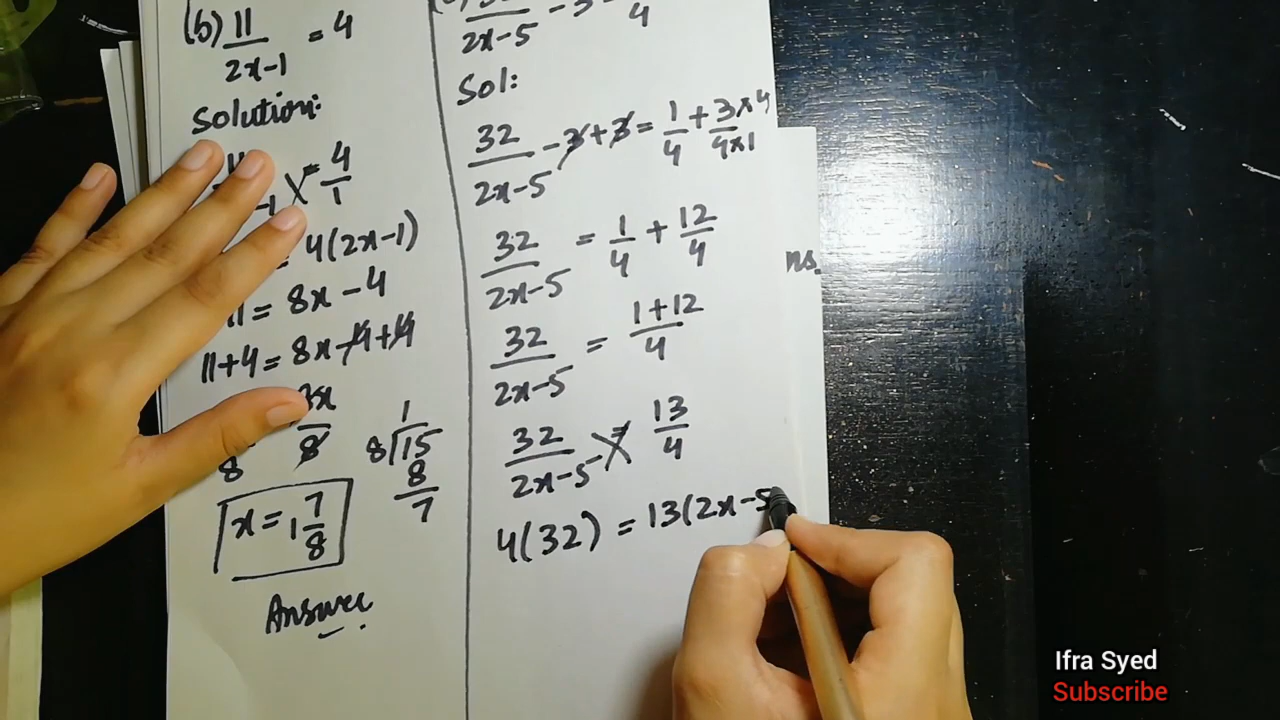 (b) 11/(2x-1) = 4
Solution:
4/1
4(2x-1)
11 = 8x - 4
11+4 = 8x-4+4
8
8
1
8√15
8
7
x = 1 7/8
Answer
2x-5 - 3 4
Sol:
32/(2x-5) - 3 + 3 = 1/4 + 3×4/4×1
32/(2x-5) = 1/4 + 12/4
32/(2x-5) = (1+12)/4
32/(2x-5) = 13/4
4(32) = 13(2x-5
ns.
Ifra Syed
Subscribe